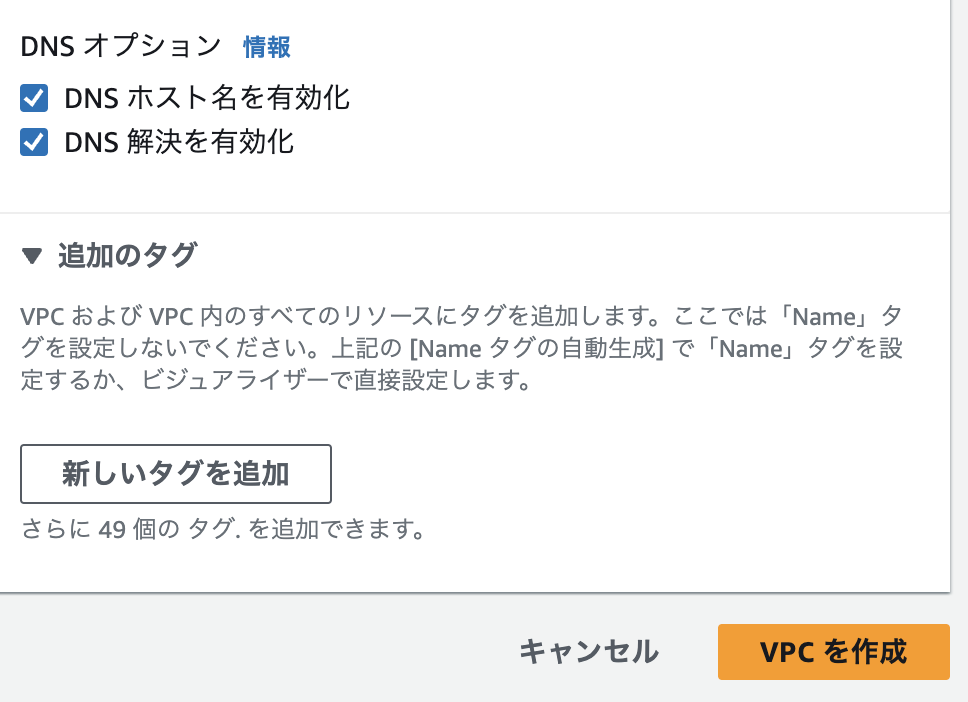 DNS オプション 情報
DNS ホスト名を有効化
DNS 解決を有効化
▼ 追加のタグ
VPC および VPC 内のすべてのリソースにタグを追加します。ここでは「Name」タ
グを設定しないでください。上記の [Name タグの自動生成] で「Name」タグを設
定するか、ビジュアライザーで直接設定します。
新しいタグを追加
さらに 49 個の タグ. を追加できます。
キャンセル VPC を作成